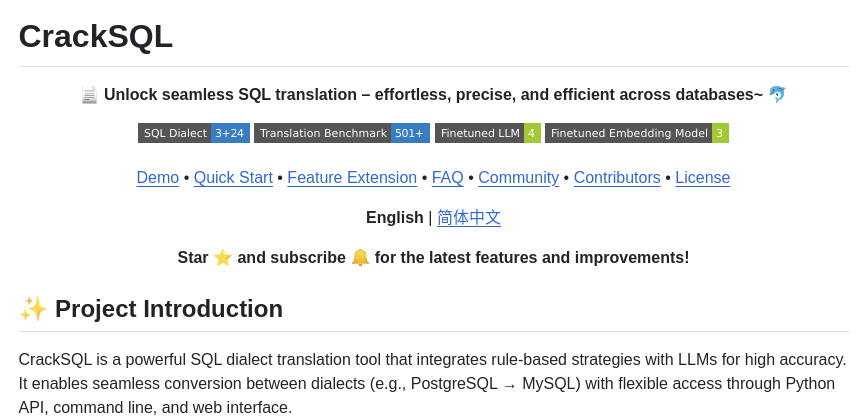 CrackSQL
📄 Unlock seamless SQL translation – effortless, precise, and efficient across databases~ 🐬
SQL Dialect 3+24 Translation Benchmark 501+ Finetuned LLM 4 Finetuned Embedding Model 3
Demo • Quick Start • Feature Extension • FAQ • Community • Contributors • License
English | 简体中文
Star ⭐ and subscribe 🔔 for the latest features and improvements!
✨ Project Introduction
CrackSQL is a powerful SQL dialect translation tool that integrates rule-based strategies with LLMs for high accuracy.
It enables seamless conversion between dialects (e.g., PostgreSQL → MySQL) with flexible access through Python
API, command line, and web interface.